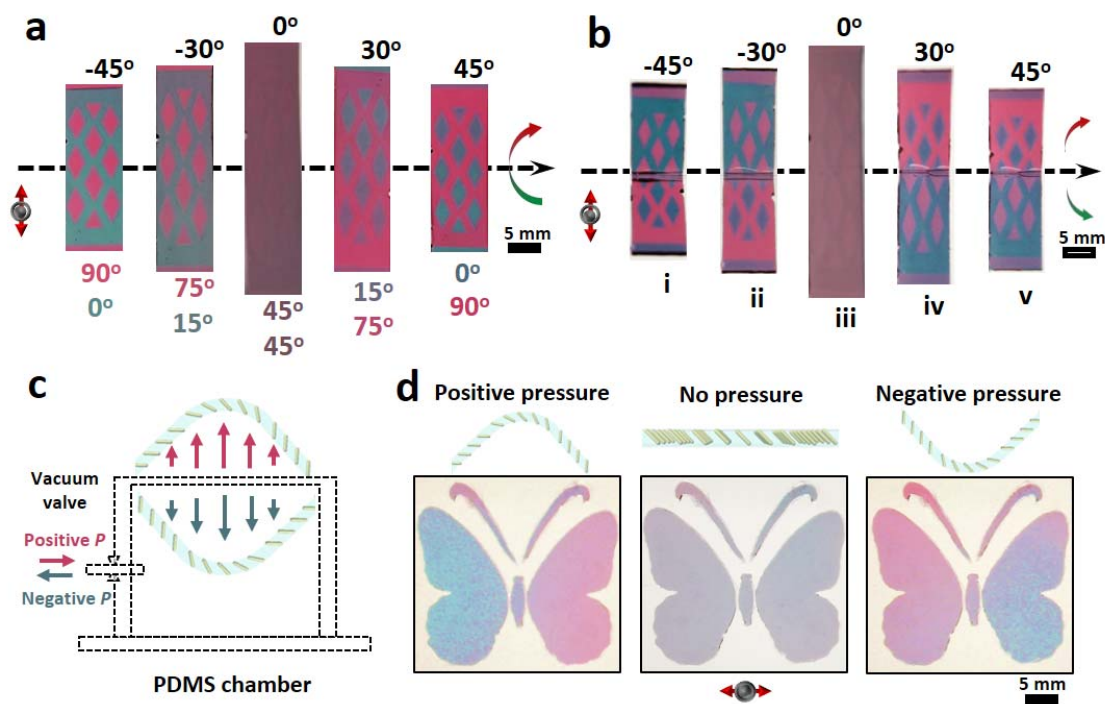 a
-45°
-30°
0°
30°
45°
90°
0°
75°
15°
45°
45°
15°
75°
0°
90°
5 mm
b
-45°
-30°
0°
30°
45°
i
ii
iii
iv
v
5 mm
c
Vacuum
valve
Positive P
Negative P
PDMS chamber
d
Positive pressure
No pressure
Negative pressure
5 mm